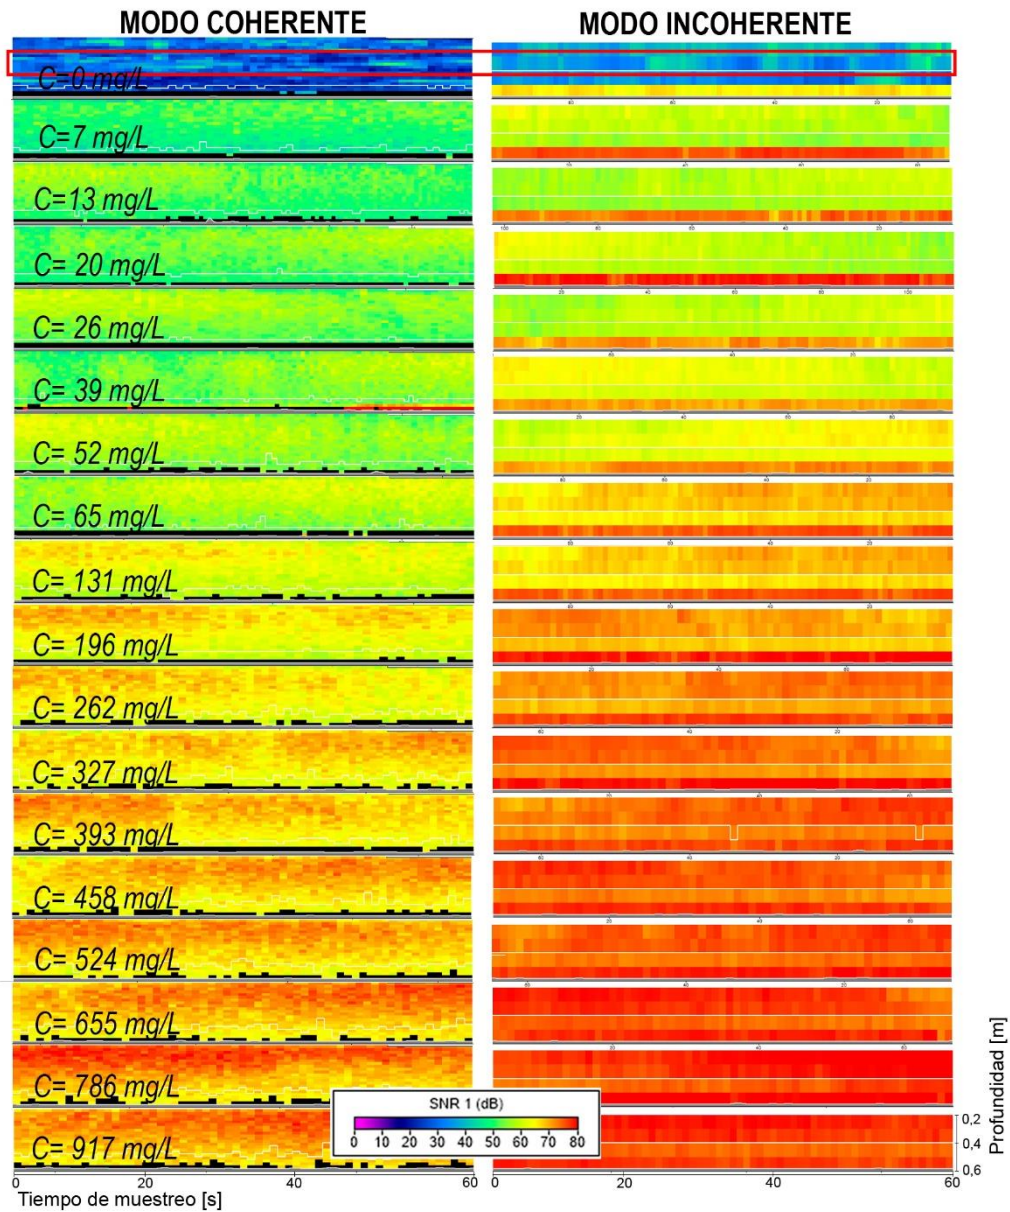 MODO COHERENTE
MODO INCOHERENTE
C=0 mg/L
C=7 mg/L
C=13 mg/L
C= 20 mg/L
C= 26 mg/L
C= 39 mg/L
C= 52 mg/L
C= 65 mg/L
C= 131 mg/L
C= 196 mg/L
C= 262 mg/L
C= 327 mg/L
C= 393 mg/L
C= 458 mg/L
C= 524 mg/L
C= 655 mg/L
C= 786 mg/L
C= 917 mg/L
SNR 1 (dB)
0 10 20 30 40 50 60 70 80
0,2
0,4
0,6
Profundidad [m]
0 20 40 60
0 20 40 60
Tiempo de muestreo [s]